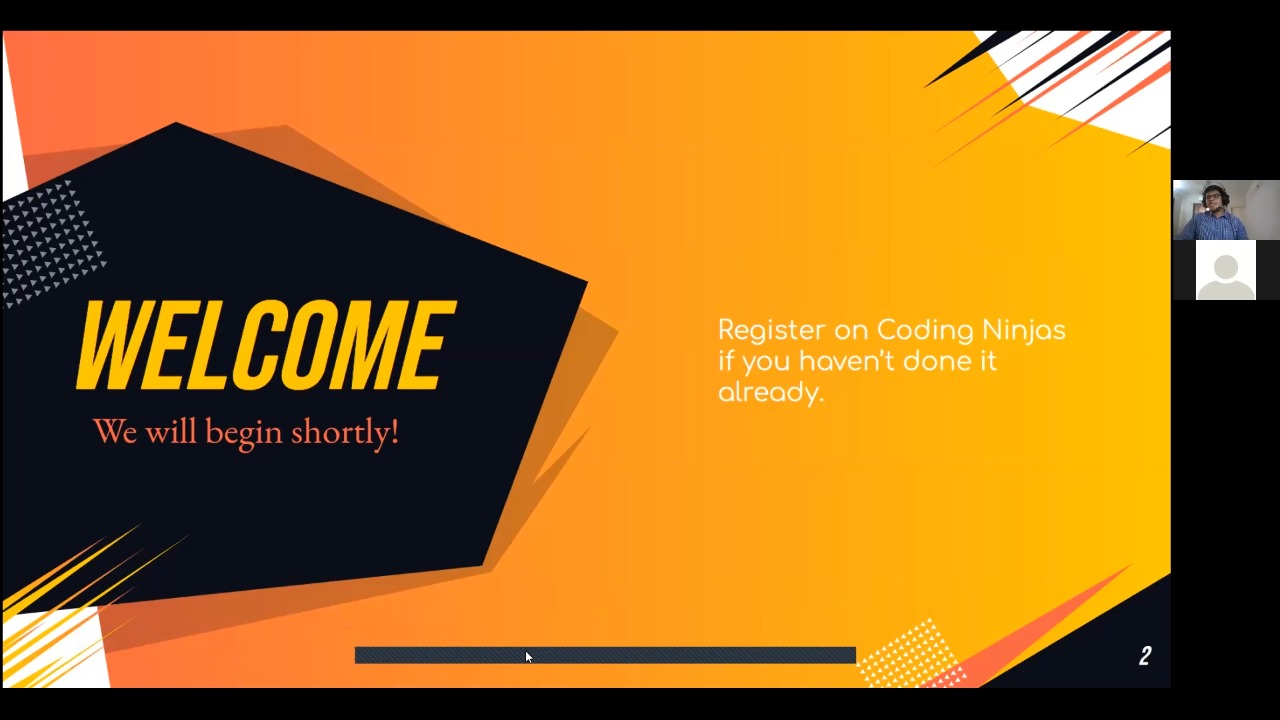 WELCOME
We will begin shortly!
Register on Coding Ninjas
if you haven't done it
already.
2